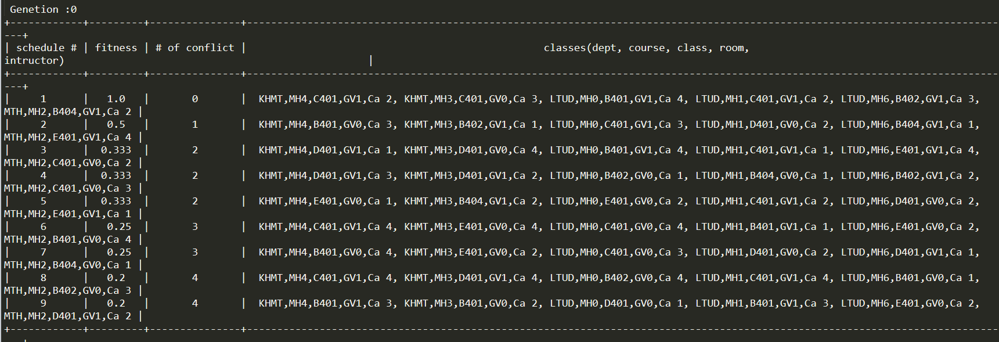 Genetion :0
+------------+---------+---------------+-----------------------------------------------------------------------------------------------------------------------------
---+
| schedule # | fitness | # of conflict | classes(dept, course, class, room,
intructor) |
+------------+---------+---------------+-----------------------------------------------------------------------------------------------------------------------------
---+
| 1 | 1.0 | 0 | KHMT,MH4,C401,GV1,Ca 2, KHMT,MH3,C401,GV0,Ca 3, LTUD,MH0,B401,GV1,Ca 4, LTUD,MH1,C401,GV1,Ca 2, LTUD,MH6,B402,GV1,Ca 3,
MTH,MH2,B404,GV1,Ca 2 |
| 2 | 0.5 | 1 | KHMT,MH4,B401,GV0,Ca 3, KHMT,MH3,B402,GV1,Ca 1, LTUD,MH0,C401,GV1,Ca 3, LTUD,MH1,D401,GV0,Ca 2, LTUD,MH6,B404,GV1,Ca 1,
MTH,MH2,E401,GV1,Ca 4 |
| 3 | 0.333 | 2 | KHMT,MH4,D401,GV1,Ca 1, KHMT,MH3,D401,GV0,Ca 4, LTUD,MH0,B401,GV1,Ca 4, LTUD,MH1,C401,GV1,Ca 1, LTUD,MH6,E401,GV1,Ca 4,
MTH,MH2,C401,GV0,Ca 2 |
| 4 | 0.333 | 2 | KHMT,MH4,D401,GV1,Ca 3, KHMT,MH3,D401,GV1,Ca 2, LTUD,MH0,B402,GV0,Ca 1, LTUD,MH1,B404,GV0,Ca 1, LTUD,MH6,B402,GV1,Ca 2,
MTH,MH2,C401,GV0,Ca 3 |
| 5 | 0.333 | 2 | KHMT,MH4,E401,GV0,Ca 1, KHMT,MH3,B404,GV1,Ca 2, LTUD,MH0,E401,GV0,Ca 2, LTUD,MH1,C401,GV1,Ca 2, LTUD,MH6,D401,GV0,Ca 2,
MTH,MH2,E401,GV1,Ca 1 |
| 6 | 0.25 | 3 | KHMT,MH4,C401,GV1,Ca 4, KHMT,MH3,E401,GV0,Ca 4, LTUD,MH0,C401,GV0,Ca 4, LTUD,MH1,B401,GV1,Ca 1, LTUD,MH6,E401,GV0,Ca 2,
MTH,MH2,B401,GV0,Ca 4 |
| 7 | 0.25 | 3 | KHMT,MH4,B401,GV0,Ca 4, KHMT,MH3,E401,GV0,Ca 2, LTUD,MH0,C401,GV0,Ca 3, LTUD,MH1,D401,GV0,Ca 2, LTUD,MH6,D401,GV1,Ca 1,
MTH,MH2,B404,GV0,Ca 1 |
| 8 | 0.2 | 4 | KHMT,MH4,C401,GV1,Ca 4, KHMT,MH3,D401,GV1,Ca 4, LTUD,MH0,B402,GV0,Ca 4, LTUD,MH1,C401,GV1,Ca 4, LTUD,MH6,B401,GV0,Ca 1,
MTH,MH2,B402,GV0,Ca 3 |
| 9 | 0.2 | 4 | KHMT,MH4,B401,GV1,Ca 3, KHMT,MH3,B401,GV0,Ca 2, LTUD,MH0,D401,GV0,Ca 1, LTUD,MH1,B401,GV1,Ca 3, LTUD,MH6,E401,GV0,Ca 2,
MTH,MH2,D401,GV1,Ca 2 |
+------------+---------+---------------+-----------------------------------------------------------------------------------------------------------------------------